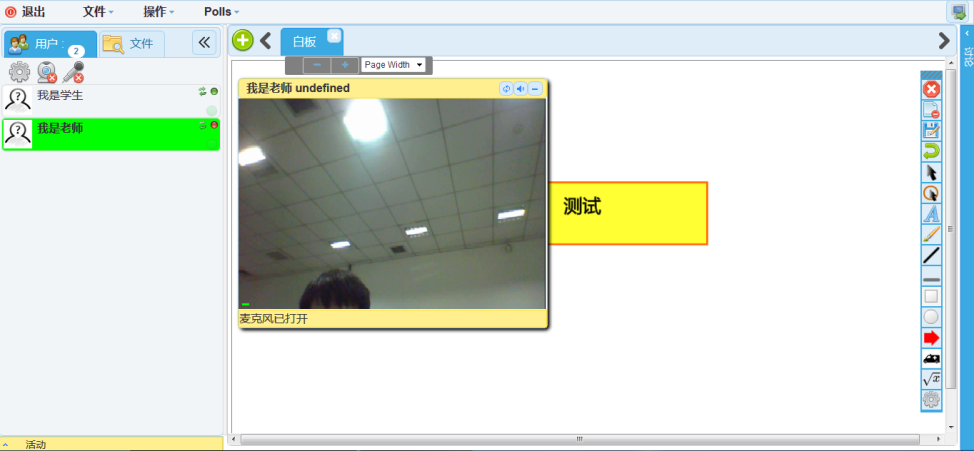 退出 文件 操作 Polls
用户： 2 文件
白板
Page Width
我是学生
我是老师
我是老师 undefined
测试
麦克风已打开
A
√x
活动